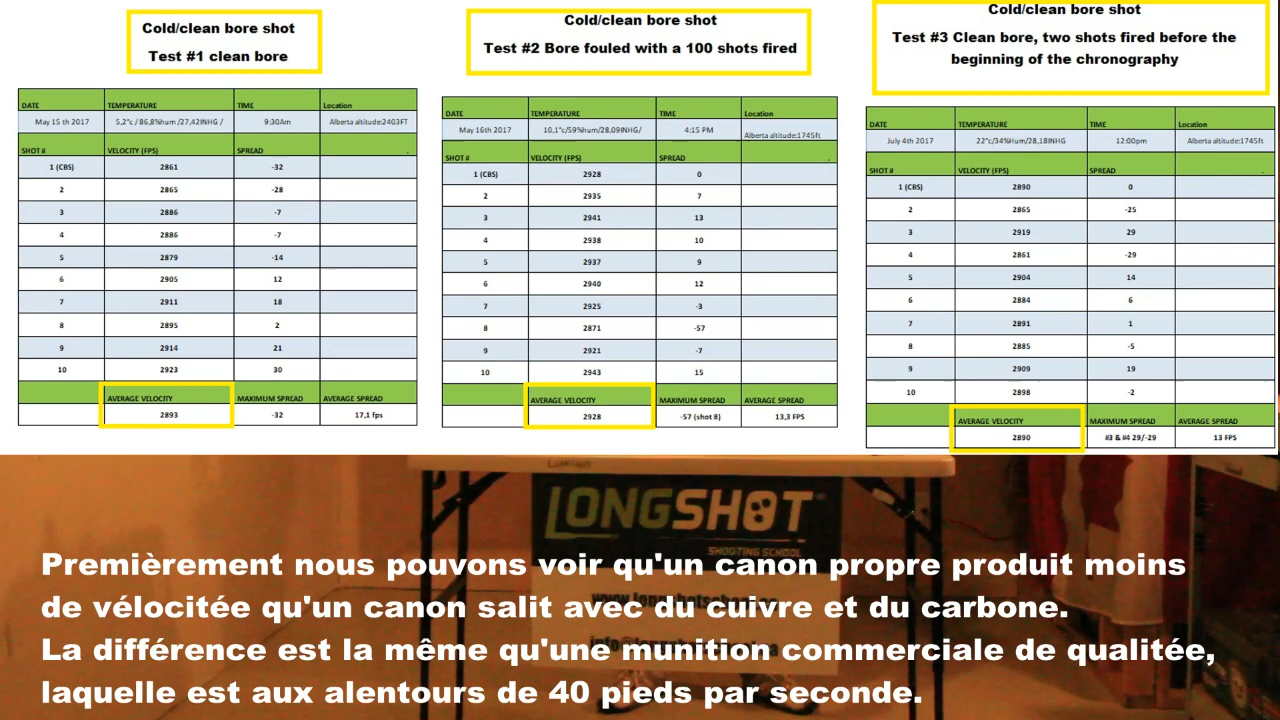 Cold/clean bore shot
Test #1 clean bore
DATE TEMPERATURE TIME Location
May 15 th 2017 5,2°c / 86,8%hum /27,42INHG / 9:30Am Alberta altitude:2403FT
SHOT # VELOCITY (FPS) SPREAD .
1 (CBS) 2861 -32
2 2865 -28
3 2886 -7
4 2886 -7
5 2879 -14
6 2905 12
7 2911 18
8 2895 2
9 2914 21
10 2923 30
AVERAGE VELOCITY MAXIMUM SPREAD AVERAGE SPREAD
2893 -32 17,1 fps
Cold/clean bore shot
Test #2 Bore fouled with a 100 shots fired
DATE TEMPERATURE TIME Location
May 16th 2017 10,1°c/59%hum/28,09INHG/ 4:15 PM Alberta altitude:1745ft
SHOT # VELOCITY (FPS) SPREAD .
1 (CBS) 2928 0
2 2935 7
3 2941 13
4 2938 10
5 2937 9
6 2940 12
7 2925 -3
8 2871 -57
9 2921 -7
10 2943 15
AVERAGE VELOCITY MAXIMUM SPREAD AVERAGE SPREAD
2928 -57 (shot 8) 13,3 FPS
Cold/clean bore shot
Test #3 Clean bore, two shots fired before the
beginning of the chronography
DATE TEMPERATURE TIME Location
July 4th 2017 22°c/34%Hum/28,18INHG 12:00pm Alberta altitude:1745ft
SHOT # VELOCITY (FPS) SPREAD .
1 (CBS) 2890 0
2 2865 -25
3 2919 29
4 2861 -29
5 2904 14
6 2884 6
7 2891 1
8 2885 -5
9 2909 19
10 2898 -2
AVERAGE VELOCITY MAXIMUM SPREAD AVERAGE SPREAD
2890 #3 & #4 29/-29 13 FPS
LONGSHOT
SHOOTING SCHOOL
Premièrement nous pouvons voir qu'un canon propre produit moins
de vélocitée qu'un canon salit avec du cuivre et du carbone.
La différence est la même qu'une munition commerciale de qualitée,
laquelle est aux alentours de 40 pieds par seconde.